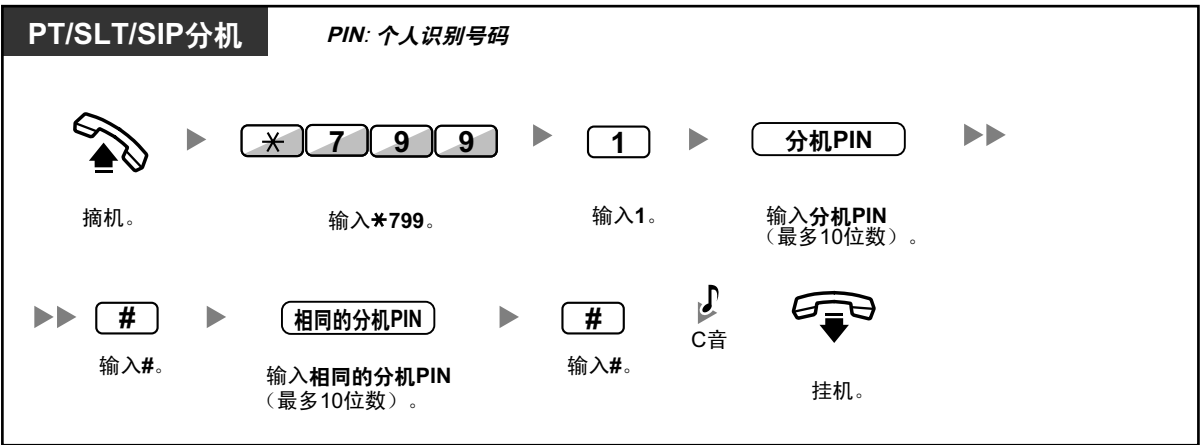 PT/SLT/SIP分机
PIN: 个人识别号码
7 9 9
1
分机PIN
摘机。
输入*799。
输入1。
输入分机PIN
（最多10位数）。
#
相同的分机PIN
#
C音
输入#。
输入相同的分机PIN
（最多10位数）。
输入#。
挂机。